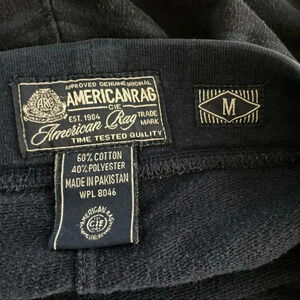 APPROVED GENUINE ORIGINAL
ARC
AMERICANRAG
CIE
EST. 1984
TRADE MARK
American Rag
TIME TESTED QUALITY
M
60% COTTON
40% POLYESTER
MADE IN PAKISTAN
WPL 8046
AMERICAN RAG
CIE